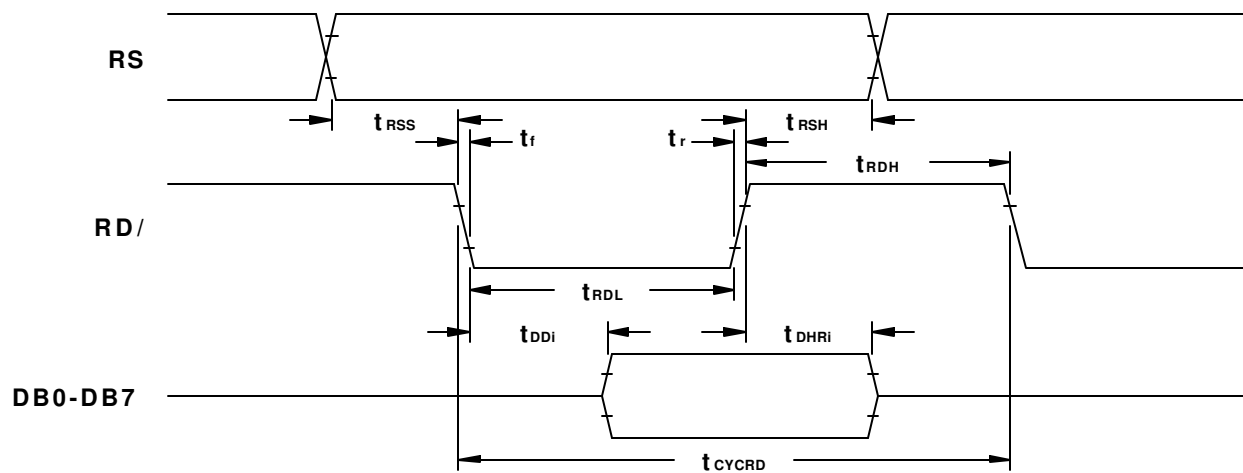 RS
tRSS
tRSH
tf
tr
tRDH
RD/
tRDL
tDDi
tDHRi
DB0-DB7
tCYCRD